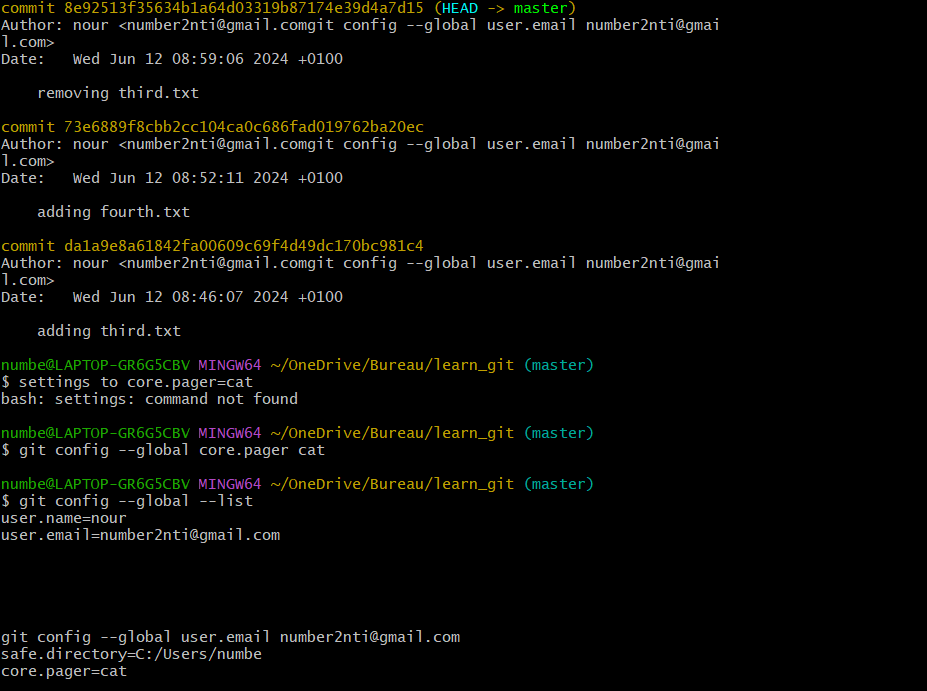 commit 8e92513f35634b1a64d03319b87174e39d4a7d15 (HEAD -> master)
Author: nour <number2nti@gmail.comgit config --global user.email number2nti@gmai
l.com>
Date:   Wed Jun 12 08:59:06 2024 +0100
    removing third.txt
commit 73e6889f8cbb2cc104ca0c686fad019762ba20ec
Author: nour <number2nti@gmail.comgit config --global user.email number2nti@gmai
l.com>
Date:   Wed Jun 12 08:52:11 2024 +0100
    adding fourth.txt
commit da1a9e8a61842fa00609c69f4d49dc170bc981c4
Author: nour <number2nti@gmail.comgit config --global user.email number2nti@gmai
l.com>
Date:   Wed Jun 12 08:46:07 2024 +0100
    adding third.txt
numbe@LAPTOP-GR6G5CBV MINGW64 ~/OneDrive/Bureau/learn_git (master)
$ settings to core.pager=cat
bash: settings: command not found
numbe@LAPTOP-GR6G5CBV MINGW64 ~/OneDrive/Bureau/learn_git (master)
$ git config --global core.pager cat
numbe@LAPTOP-GR6G5CBV MINGW64 ~/OneDrive/Bureau/learn_git (master)
$ git config --global --list
user.name=nour
user.email=number2nti@gmail.com
git config --global user.email number2nti@gmail.com
safe.directory=C:/Users/numbe
core.pager=cat